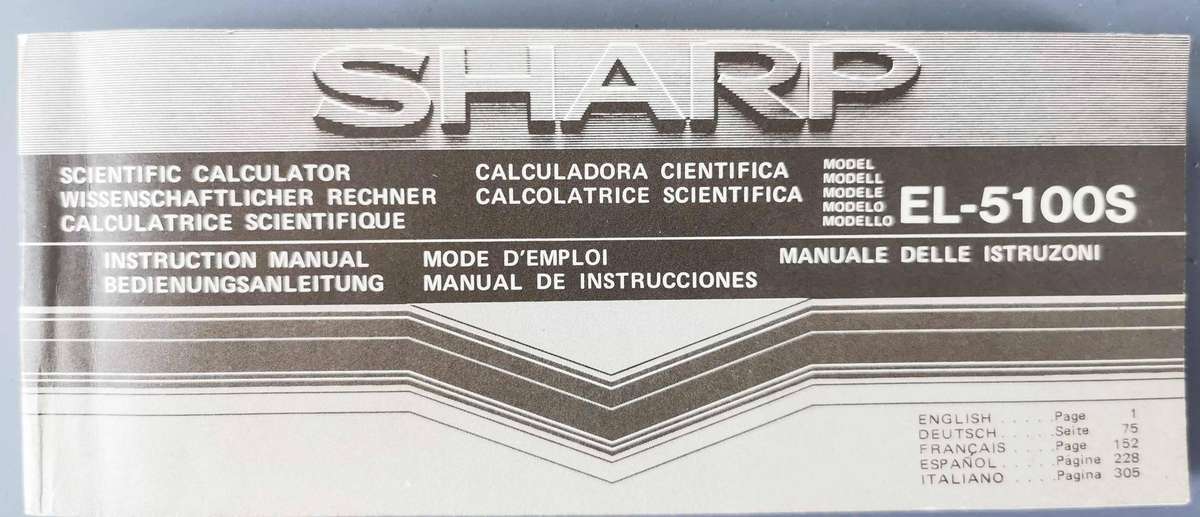 SHARP
SCIENTIFIC CALCULATOR
WISSENSCHAFTLICHER RECHNER
CALCULATRICE SCIENTIFIQUE
CALCULADORA CIENTIFICA
CALCOLATRICE SCIENTIFICA
MODEL
MODELL
MODELE
MODELO
MODELLO
EL-5100S
INSTRUCTION MANUAL
BEDIENUNGSANLEITUNG
MODE D'EMPLOI
MANUAL DE INSTRUCCIONES
MANUALE DELLE ISTRUZONI
ENGLISH . . . . . Page 1
DEUTSCH . . . . . Seite 75
FRANÇAIS . . . . . Page 152
ESPAÑOL . . . . . Página 228
ITALIANO . . . . Pagina 305